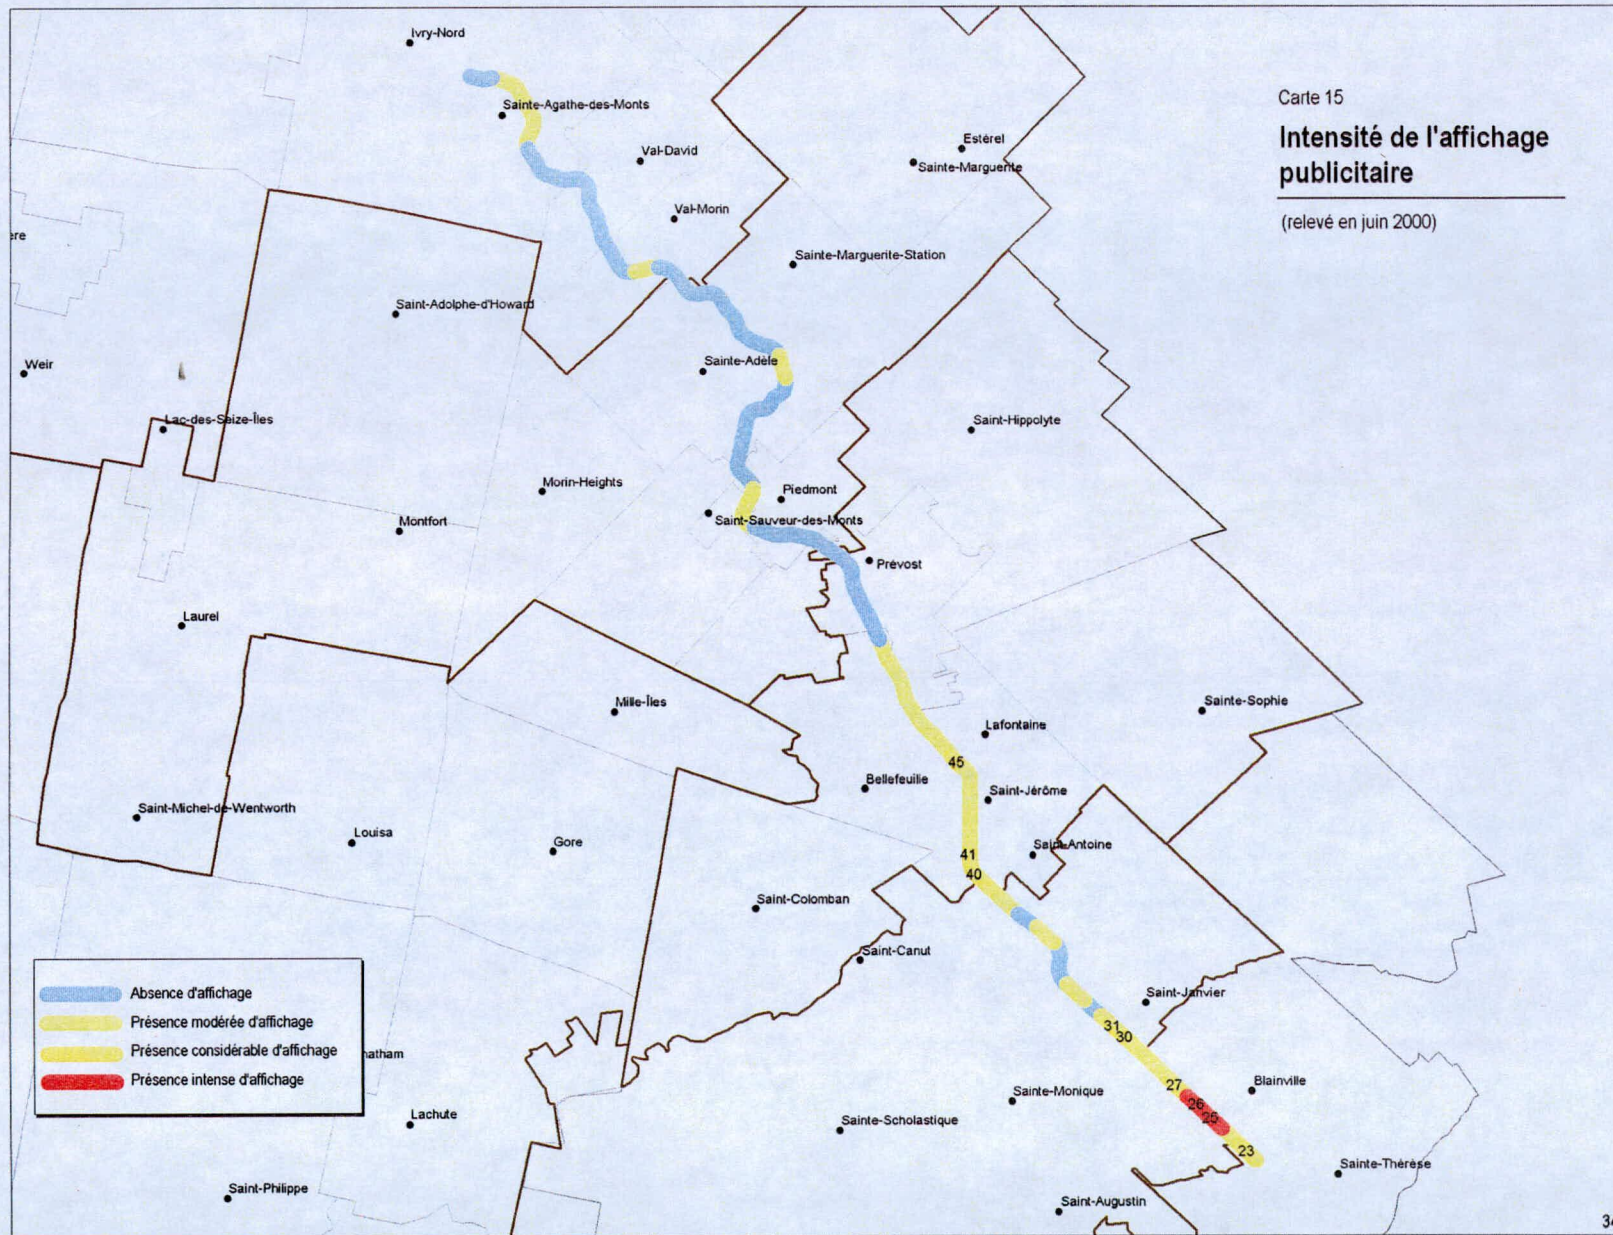 Ivry-Nord
Carte 15
Intensité de l'affichage
publicitaire
(relevé en juin 2000)
Sainte-Agathe-des-Monts
Estérel
Val-David
Sainte-Marguerite
Val-Morin
ere
Sainte-Marguerite-Station
Saint-Adolphe-d'Howard
Weir
Sainte-Adèle
Lac-des-Seize-Îles
Saint-Hippolyte
Morin-Heights
Piedmont
Montfort
Saint-Sauveur-des-Monts
Prévost
Laurel
Mille-Îles
Sainte-Sophie
Lafontaine
45
Bellefeuille
Saint-Jérôme
Saint-Michel-de-Wentworth
Louisa
Gore
41
Saint-Antoine
40
Saint-Colomban
Saint-Canut
Saint-Janvier
31
30
Absence d'affichage
Présence modérée d'affichage
Présence considérable d'affichage
Présence intense d'affichage
hatham
27
Blainville
26
25
Sainte-Monique
Lachute
Sainte-Scholastique
23
Sainte-Thérèse
Saint-Philippe
Saint-Augustin
34